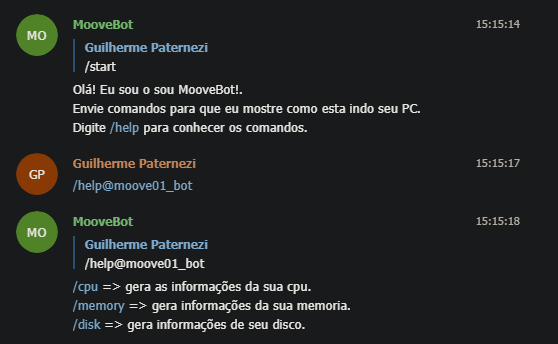 MO
MooveBot 15:15:14
Guilherme Paternezi
/start
Olá! Eu sou o sou MooveBot!.
Envie comandos para que eu mostre como esta indo seu PC.
Digite /help para conhecer os comandos.
GP
Guilherme Paternezi 15:15:17
/help@moove01_bot
MO
MooveBot 15:15:18
Guilherme Paternezi
/help@moove01_bot
/cpu => gera as informações da sua cpu.
/memory => gera informações da sua memoria.
/disk => gera informações de seu disco.